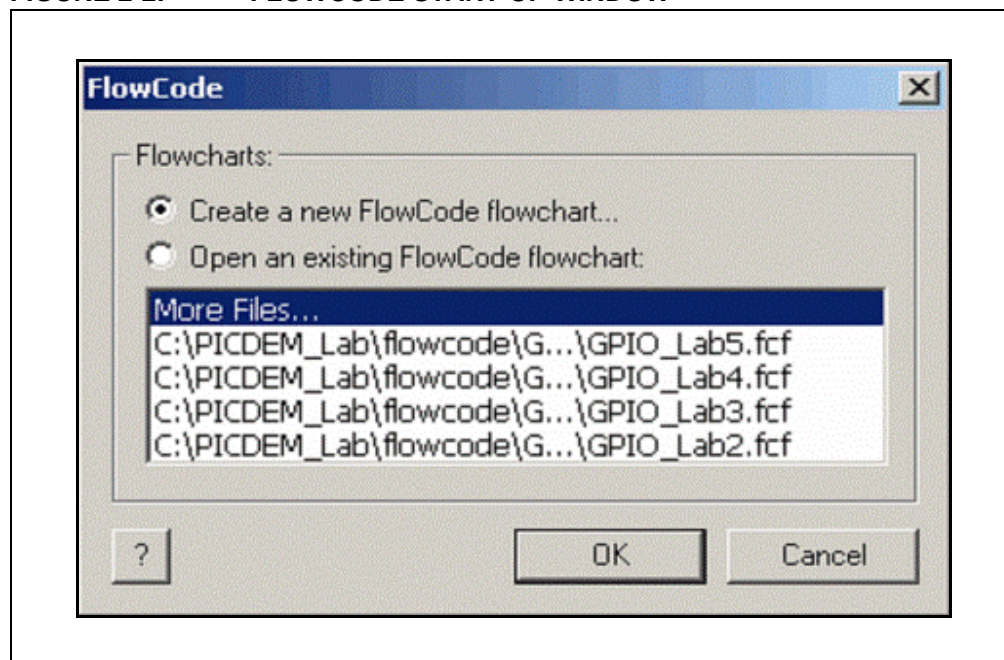 FlowCode
Flowcharts:
Create a new FlowCode flowchart...
Open an existing FlowCode flowchart:
More Files...
C:\PICDEM_Lab\flowcode\G...\GPIO_Lab5.fcf
C:\PICDEM_Lab\flowcode\G...\GPIO_Lab4.fcf
C:\PICDEM_Lab\flowcode\G...\GPIO_Lab3.fcf
C:\PICDEM_Lab\flowcode\G...\GPIO_Lab2.fcf
? OK Cancel